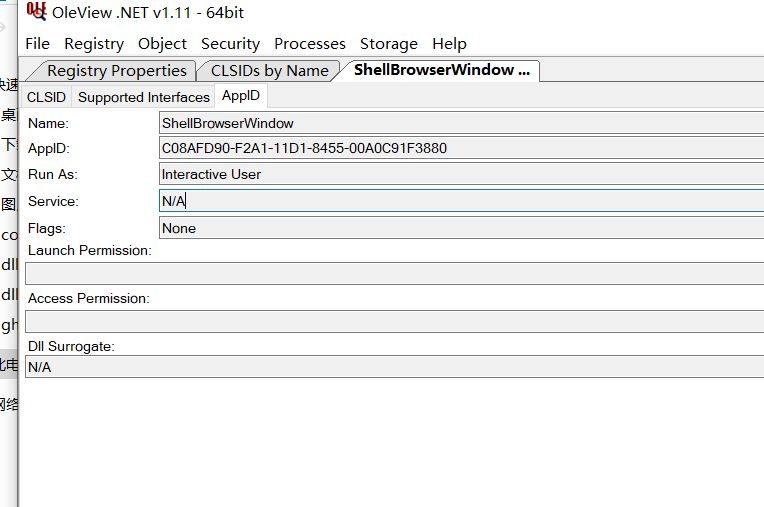 OleView .NET v1.11 - 64bit
File Registry Object Security Processes Storage Help
Registry Properties CLSIDs by Name ShellBrowserWindow ...
CLSID Supported Interfaces AppID
Name: ShellBrowserWindow
AppID: C08AFD90-F2A1-11D1-8455-00A0C91F3880
Run As: Interactive User
Service: N/A
Flags: None
Launch Permission:
Access Permission:
Dll Surrogate:
N/A
快速
桌
下
文
图
co
dll
dll
gh
此电
网络